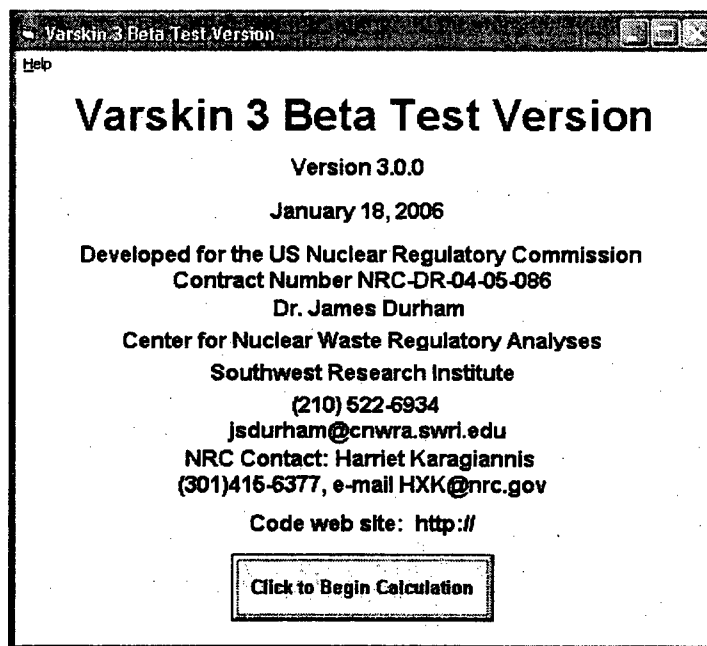 Varskin 3 Beta Test Version
Help
Varskin 3 Beta Test Version
Version 3.0.0
January 18, 2006
Developed for the US Nuclear Regulatory Commission
Contract Number NRC-DR-04-05-086
Dr. James Durham
Center for Nuclear Waste Regulatory Analyses
Southwest Research Institute
(210) 522-6934
jsdurham@cnwra.swri.edu
NRC Contact: Harriet Karagiannis
(301)415-6377, e-mail HXK@nrc.gov
Code web site: http://
Click to Begin Calculation